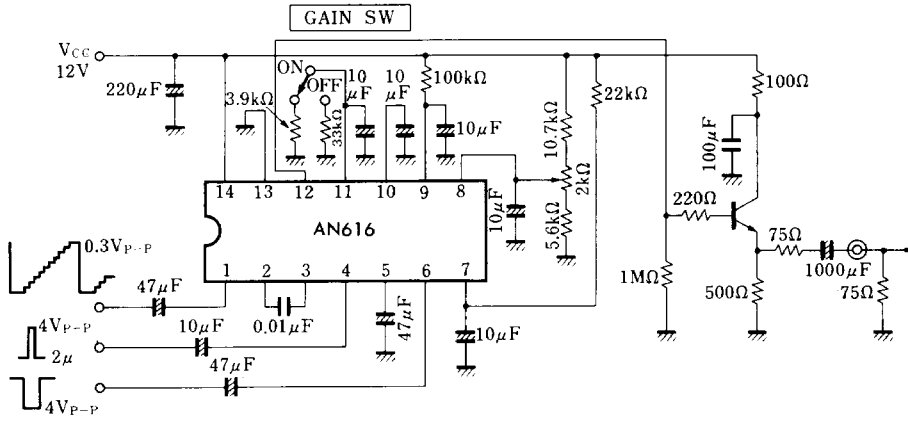 GAIN SW
VCC
12V
220μF
ON
OFF
3.9kΩ
33kΩ
10
μF
10
μF
100kΩ
10μF
10.7kΩ
2kΩ
5.6kΩ
22kΩ
100Ω
100μF
10μF
14 13 12 11 10 9 8
AN616
1 2 3 4 5 6 7
220Ω
75Ω
1000μF
75Ω
1MΩ
500Ω
0.3VP-P
47μF
0.01μF
47μF
10μF
4VP-P
2μ
10μF
47μF
4VP-P